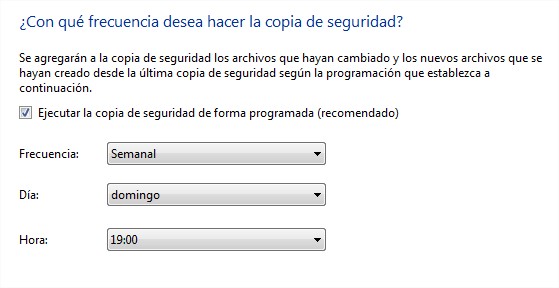 ¿Con qué frecuencia desea hacer la copia de seguridad?
Se agregarán a la copia de seguridad los archivos que hayan cambiado y los nuevos archivos que se
hayan creado desde la última copia de seguridad según la programación que establezca a
continuación.
Ejecutar la copia de seguridad de forma programada (recomendado)
Frecuencia: Semanal
Día: domingo
Hora: 19:00